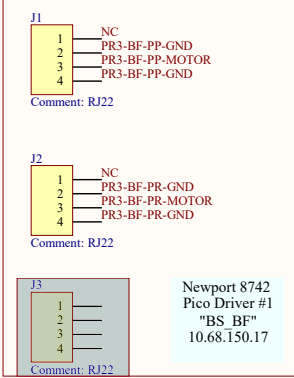 J1
1 NC
2 PR3-BF-PP-GND
3 PR3-BF-PP-MOTOR
4 PR3-BF-PP-GND
Comment: RJ22
J2
1 NC
2 PR3-BF-PR-GND
3 PR3-BF-PR-MOTOR
4 PR3-BF-PR-GND
Comment: RJ22
J3
1
2
3
4
Comment: RJ22
Newport 8742
Pico Driver #1
"BS_BF"
10.68.150.17